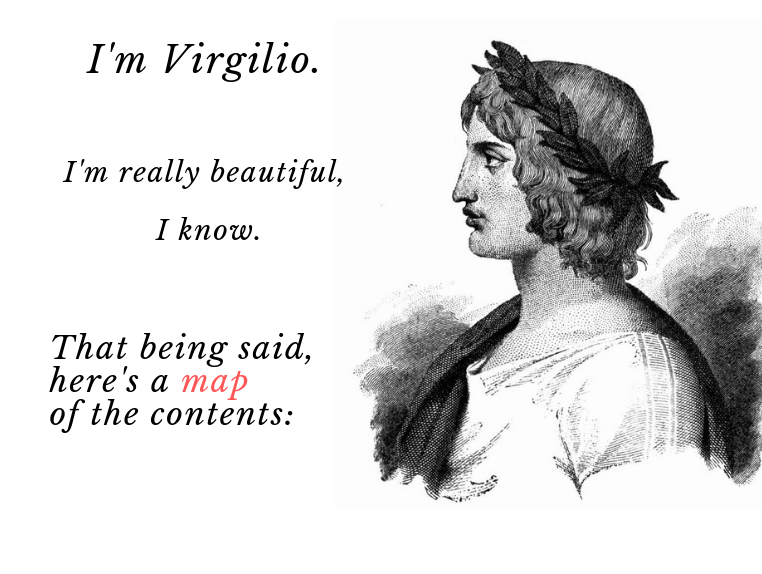 I'm Virgilio.
I'm really beautiful,
I know.
That being said,
here's a map
of the contents: